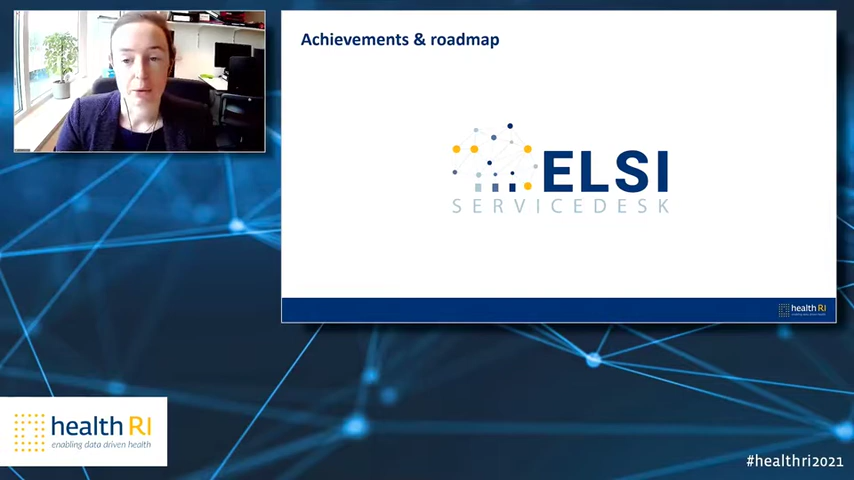 Achievements & roadmap
ELSI
SERVICEDESK
health RI
health RI
enabling data driven health
#healthri2021